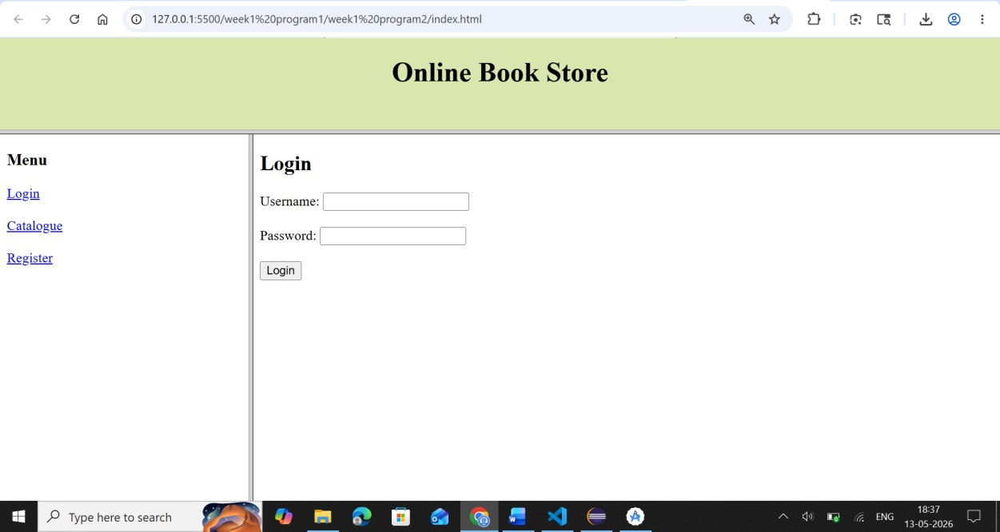 127.0.0.1:5500/week1%20program1/week1%20program2/index.html
Online Book Store
Menu
Login
Catalogue
Register
Login
Username:
Password:
Login
Type here to search
ENG
18:37
13-05-2026